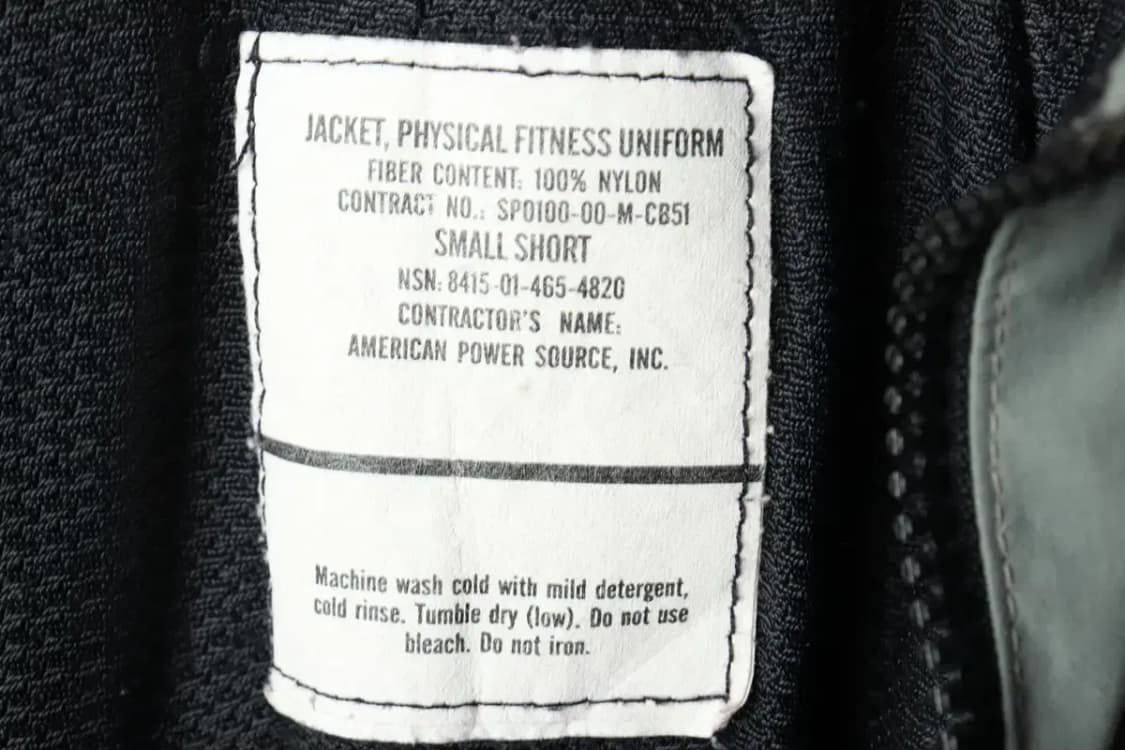 JACKET, PHYSICAL FITNESS UNIFORM
FIBER CONTENT: 100% NYLON
CONTRACT NO.: SP0100-00-M-CB51
SMALL SHORT
NSN: 8415-01-465-4820
CONTRACTOR'S NAME:
AMERICAN POWER SOURCE, INC.
Machine wash cold with mild detergent,
cold rinse. Tumble dry (low). Do not use
bleach. Do not iron.